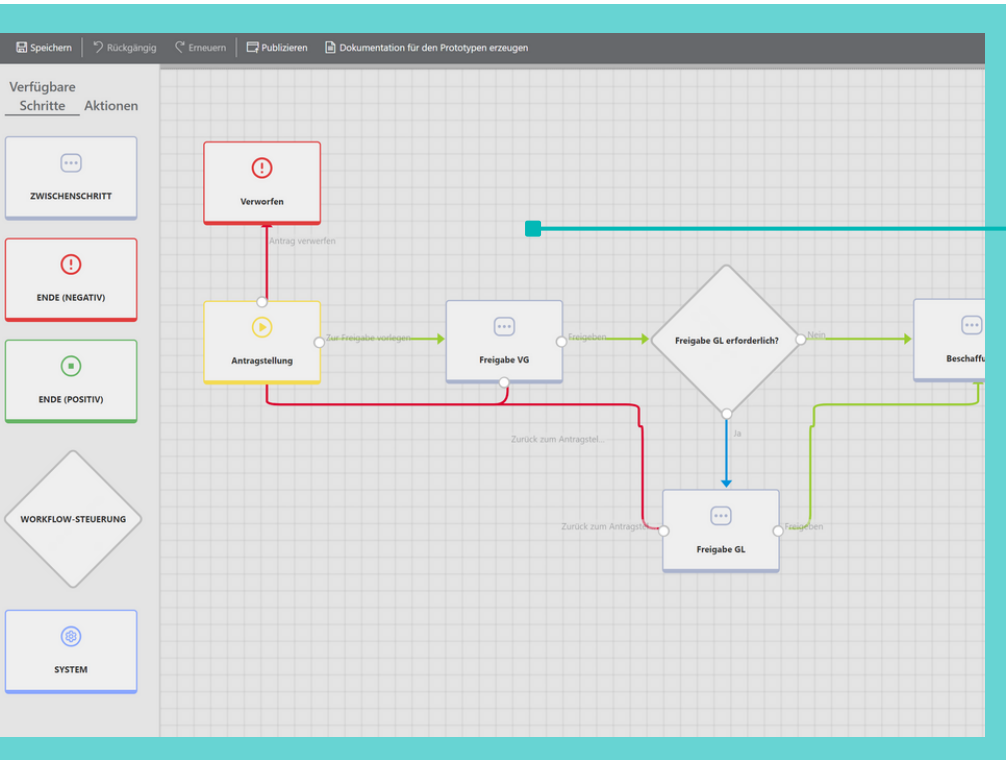 Speichern Rückgängig Erneuern Publizieren Dokumentation für den Prototypen erzeugen
Verfügbare
Schritte Aktionen
ZWISCHENSCHRITT
ENDE (NEGATIV)
ENDE (POSITIV)
WORKFLOW-STEUERUNG
SYSTEM
Verworfen
Antrag verwerfen
Antragstellung
Zur Freigabe vorlegen
Freigabe VG
Freigeben
Freigabe GL erforderlich?
Nein
Beschaffu
Zurück zum Antragstel...
Ja
Zurück zum Antragstel...
Freigabe GL
Freigeben